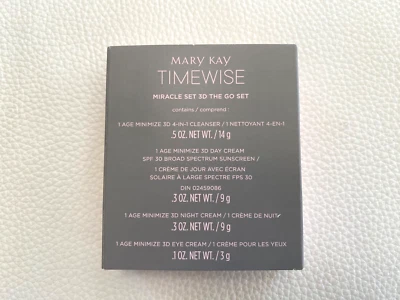 MARY KAY
TIMEWISE
MIRACLE SET 3D THE GO SET
contains / comprend :
1 AGE MINIMIZE 3D 4-IN-1 CLEANSER / 1 NETTOYANT 4-EN-1
.5 OZ. NET WT. / 14 g
1 AGE MINIMIZE 3D DAY CREAM
SPF 30 BROAD SPECTRUM SUNSCREEN /
1 CRÈME DE JOUR AVEC ÉCRAN
SOLAIRE À LARGE SPECTRE FPS 30
DIN 02459086
.3 OZ. NET WT. / 9 g
1 AGE MINIMIZE 3D NIGHT CREAM / 1 CRÈME DE NUIT
.3 OZ. NET WT. / 9 g
1 AGE MINIMIZE 3D EYE CREAM / 1 CRÈME POUR LES YEUX
.1 OZ. NET WT. / 3 g